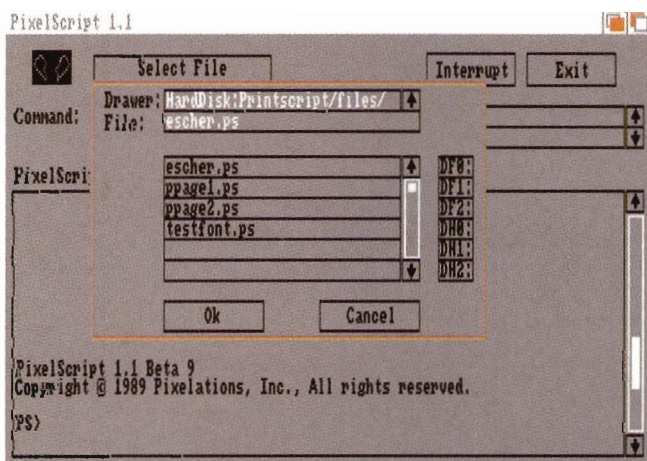 PixelScript 1.1
Select File
Interrupt
Exit
Drawer: HardDisk:Printscript/files/
Command:
File: escher.ps
escher.ps
DF0:
PixelScri
ppage1.ps
DF1:
ppage2.ps
DF2:
testfont.ps
DH0:
DH1:
DH2:
Ok
Cancel
PixelScript 1.1 Beta 9
Copyright © 1989 Pixelations, Inc., All rights reserved.
PS>